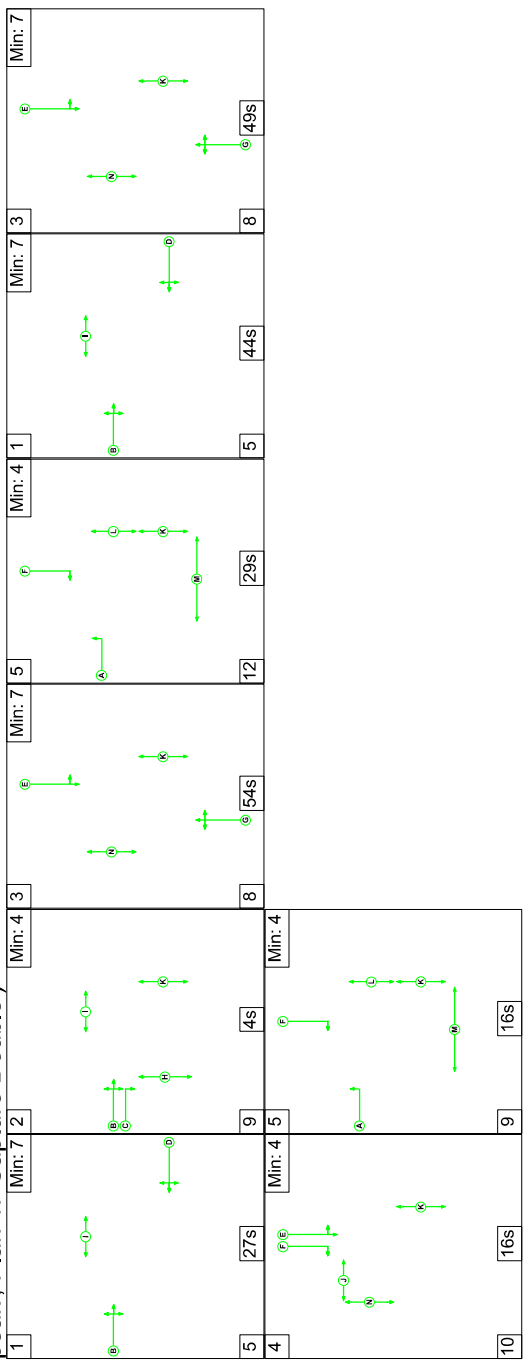 1 Min: 7
I
B
D
5 27s
2 Min: 4
I
B
C
H K
9 4s
3 Min: 7
E
N
K
G
8 54s
5 Min: 4
F
A
L
K
M
12 29s
1 Min: 7
I
B
D
5 44s
3 Min: 7
E
N
K
G
8 49s
4 Min: 4
F E
J
N
K
10 16s
5 Min: 4
F
A
L
K
M
9 16s